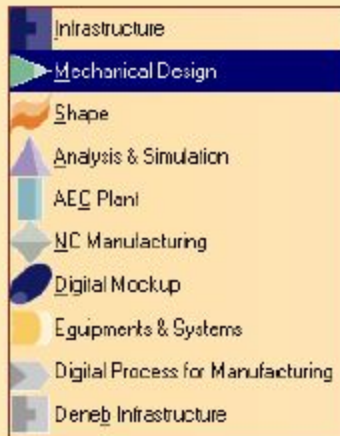 Infrastructure
Mechanical Design
Shape
Analysis & Simulation
AEC Plant
NC Manufacturing
Digital Mockup
Equipments & Systems
Digital Process for Manufacturing
Deneb Infrastructure